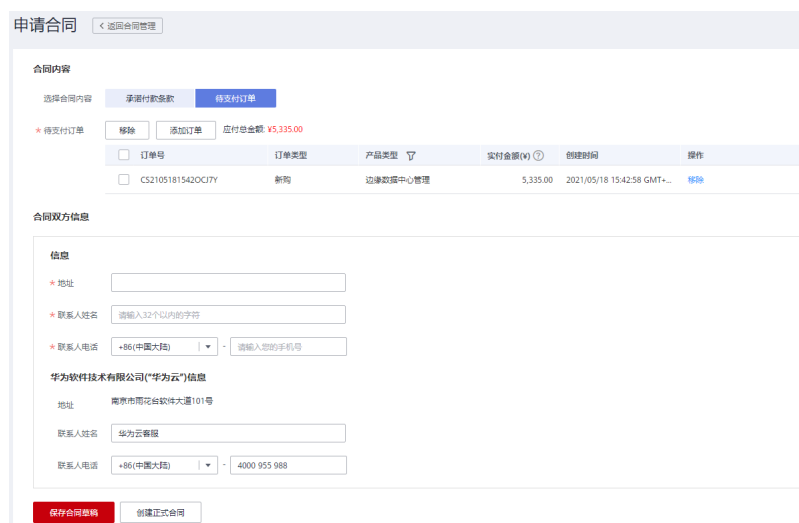 申请合同 < 返回合同管理
合同内容
选择合同内容 承诺付款条款 待支付订单
* 待支付订单 移除 添加订单 应付总金额: ¥5,335.00
订单号 订单类型 产品类型 实付金额(¥) ? 创建时间 操作
CS2105181542OCJ7Y 新购 边缘数据中心管理 5,335.00 2021/05/18 15:42:58 GMT+... 移除
合同双方信息
信息
* 地址
* 联系人姓名 请输入32个以内的字符
* 联系人电话 +86(中国大陆) - 请输入您的手机号
华为软件技术有限公司("华为云")信息
地址 南京市雨花台软件大道101号
联系人姓名 华为云客服
联系人电话 +86(中国大陆) - 4000 955 988
保存合同草稿 创建正式合同